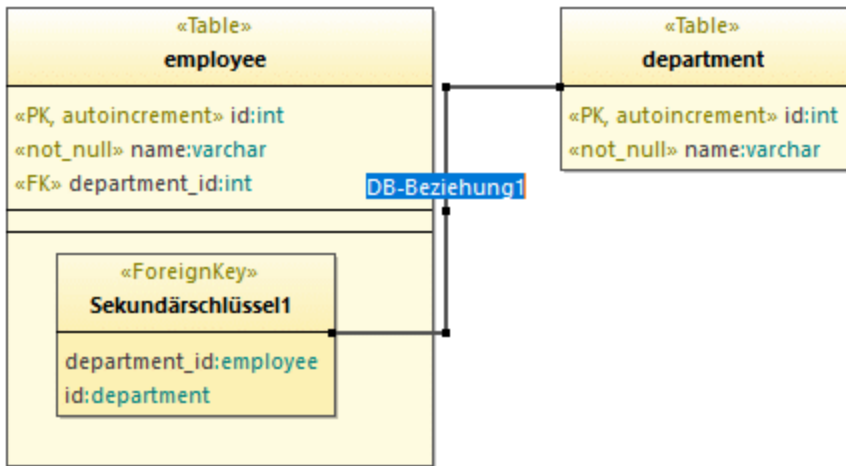 «Table»
employee
«PK, autoincrement» id:int
«not_null» name:varchar
«FK» department_id:int
«ForeignKey»
Sekundärschlüssel1
department_id:employee
id:department
DB-Beziehung1
«Table»
department
«PK, autoincrement» id:int
«not_null» name:varchar